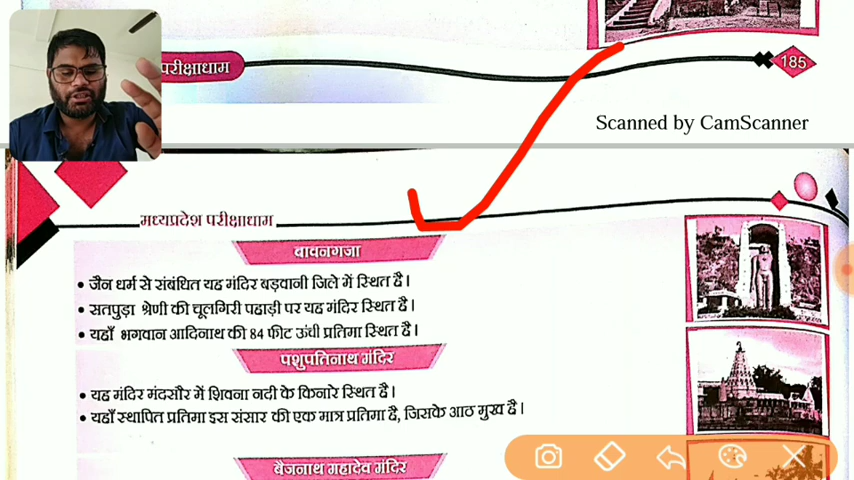 परीक्षाधाम
185
Scanned by CamScanner
मध्यप्रदेश परीक्षाधाम
बावनगजा
• जैन धर्म से संबंधित यह मंदिर बड़वानी जिले में स्थित है।
• सतपुड़ा श्रेणी की चूलगिरी पहाड़ी पर यह मंदिर स्थित है।
• यहाँ भगवान आदिनाथ की 84 फीट ऊंची प्रतिमा स्थित है।
पशुपतिनाथ मंदिर
• यह मंदिर मंदसौर में शिवना नदी के किनारे स्थित है।
• यहाँ स्थापित प्रतिमा इस संसार की एक मात्र प्रतिमा है, जिसके आठ मुख है।
बैजनाथ महादेव मंदिर